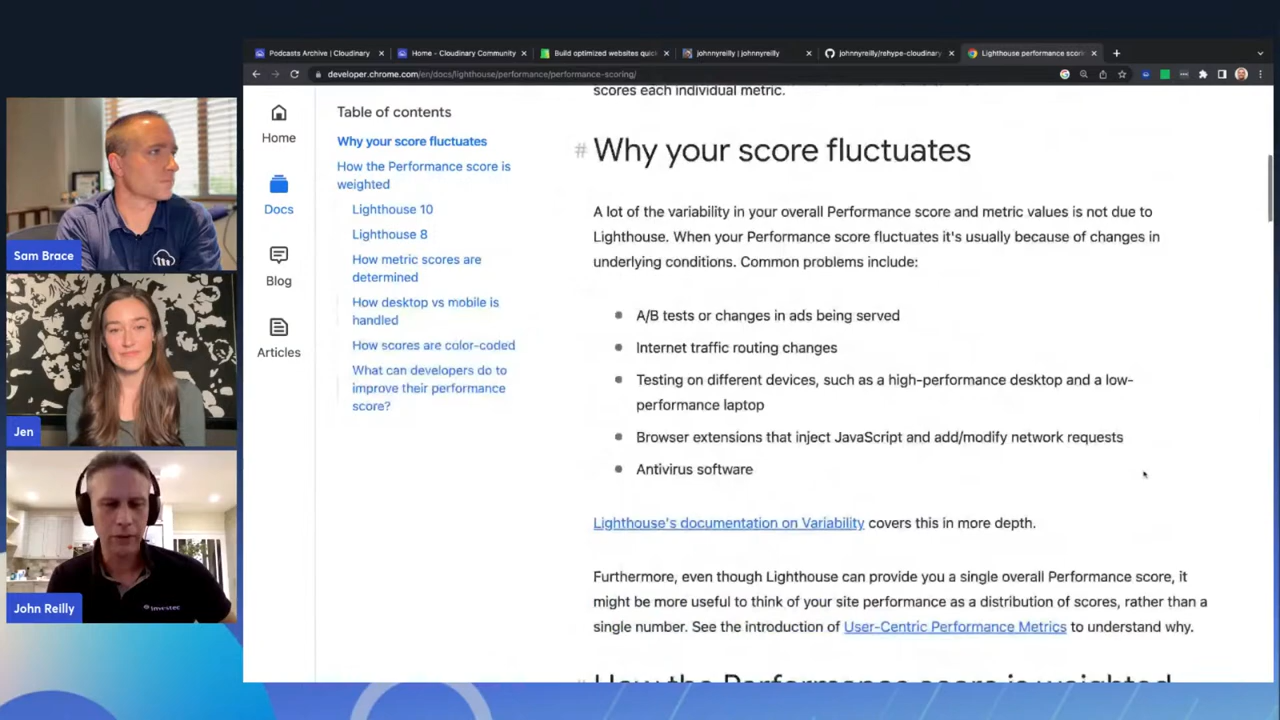 Podcasts Archive | Cloudinary
Home - Cloudinary Community
Build optimized websites quic
johnnyreilly | johnnyreilly
johnnyreilly/rehype-cloudinary
Lighthouse performance scori
developer.chrome.com/en/docs/lighthouse/performance/performance-scoring/
Home
Docs
Blog
Articles
Table of contents
Why your score fluctuates
How the Performance score is
weighted
Lighthouse 10
Lighthouse 8
How metric scores are
determined
How desktop vs mobile is
handled
How scores are color-coded
What can developers do to
improve their performance
score?
scores each individual metric.
# Why your score fluctuates
A lot of the variability in your overall Performance score and metric values is not due to
Lighthouse. When your Performance score fluctuates it's usually because of changes in
underlying conditions. Common problems include:
A/B tests or changes in ads being served
Internet traffic routing changes
Testing on different devices, such as a high-performance desktop and a low-
performance laptop
Browser extensions that inject JavaScript and add/modify network requests
Antivirus software
Lighthouse's documentation on Variability covers this in more depth.
Furthermore, even though Lighthouse can provide you a single overall Performance score, it
might be more useful to think of your site performance as a distribution of scores, rather than a
single number. See the introduction of User-Centric Performance Metrics to understand why.
How the Performance score is weighted
Sam Brace
Jen
Investec
John Reilly